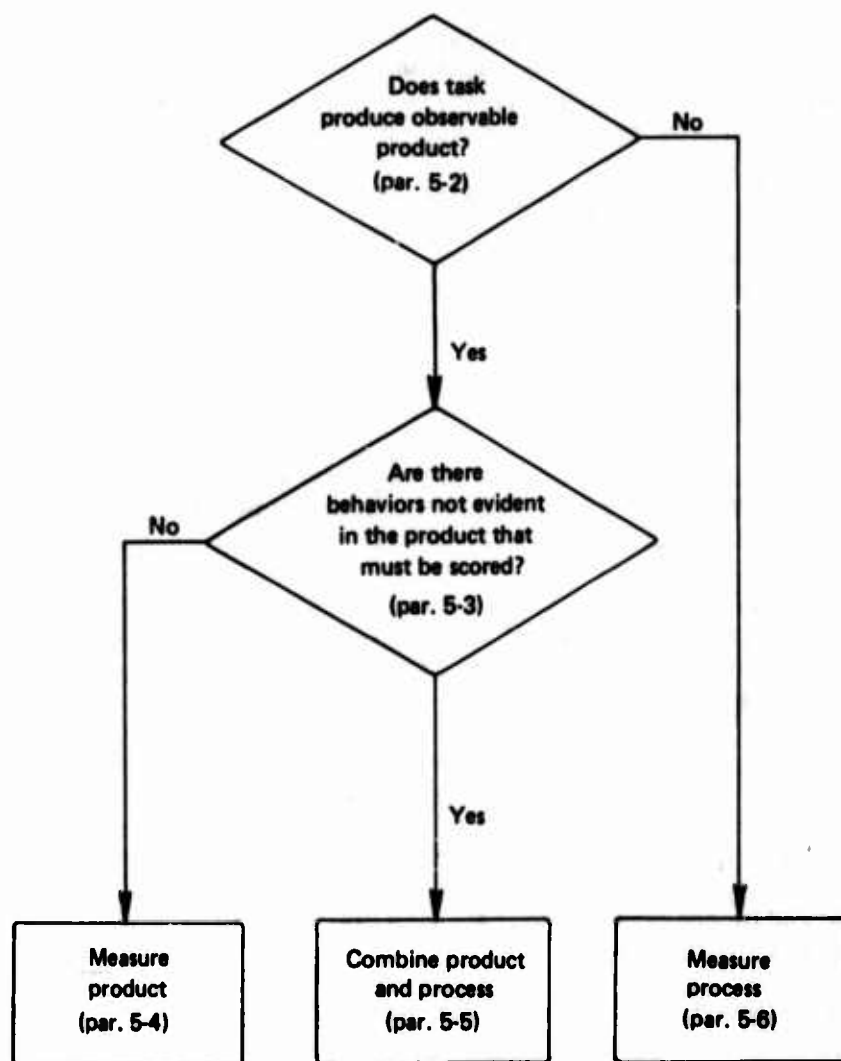 Does task
produce observable
product?
(par. 5-2)
No
Yes
Are there
behaviors not evident
in the product that
must be scored?
(par. 5-3)
No
Yes
Measure
product
(par. 5-4)
Combine product
and process
(par. 5-5)
Measure
process
(par. 5-6)